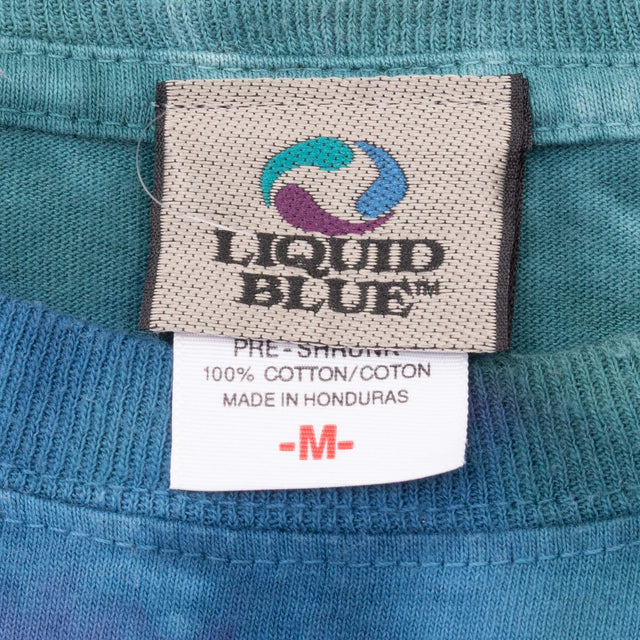 LIQUID
BLUE™
PRE-SHRUNK
100% COTTON/COTON
MADE IN HONDURAS
-M-